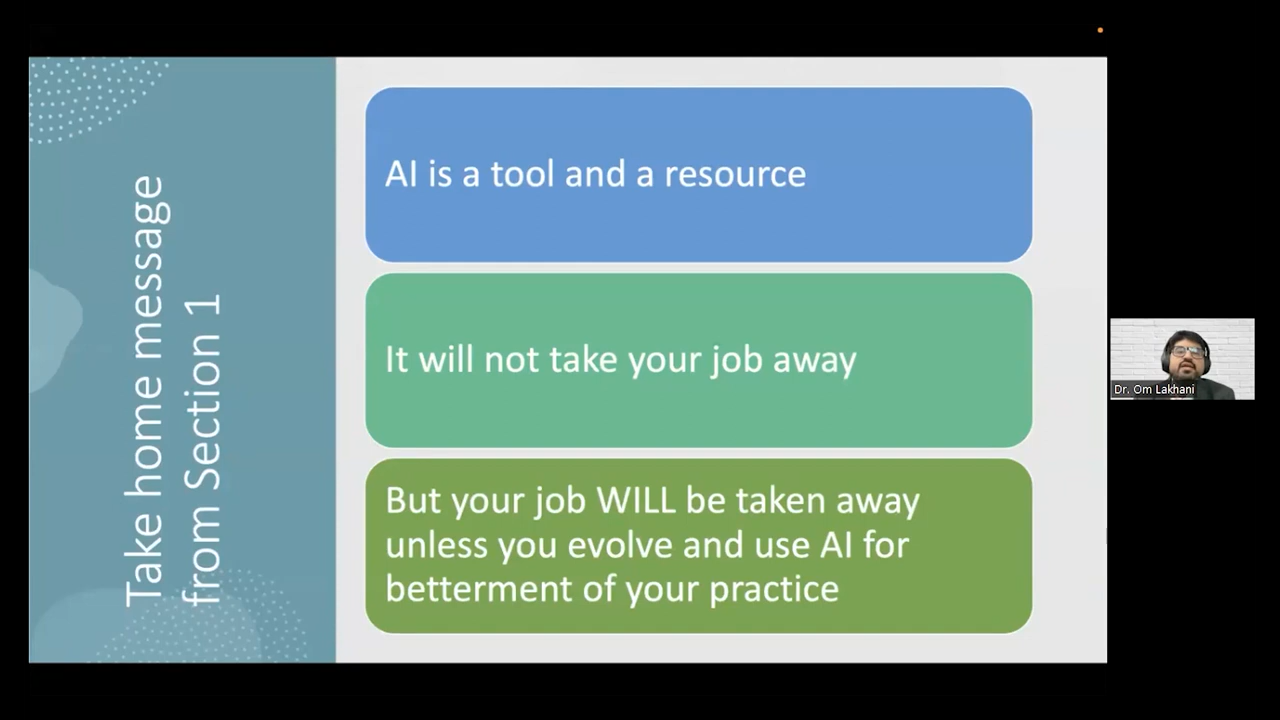 Take home message
from Section 1
AI is a tool and a resource
It will not take your job away
But your job WILL be taken away
unless you evolve and use AI for
betterment of your practice
Dr. Om Lakhani